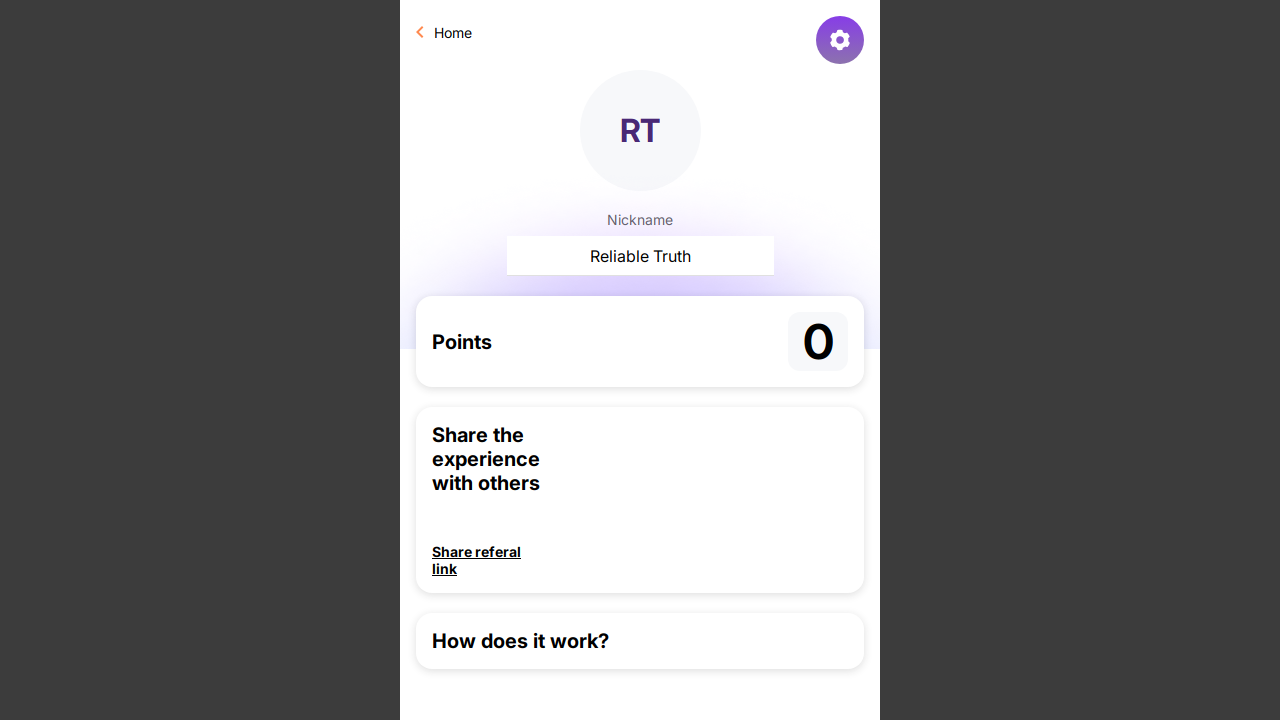 Home
RT
Nickname
Reliable Truth
Points
0
Share the
experience
with others
Share referal
link
How does it work?